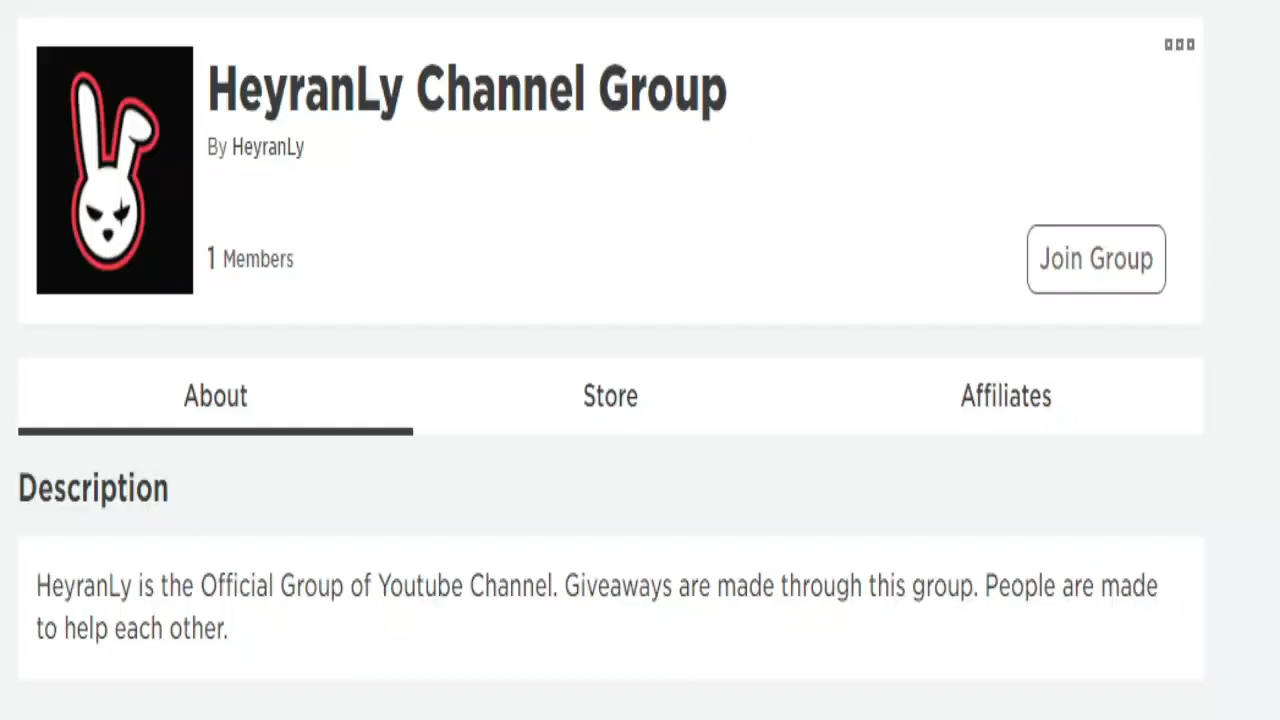 HeyranLy Channel Group
By HeyranLy
1 Members
Join Group
About
Store
Affiliates
Description
HeyranLy is the Official Group of Youtube Channel. Giveaways are made through this group. People are made
to help each other.